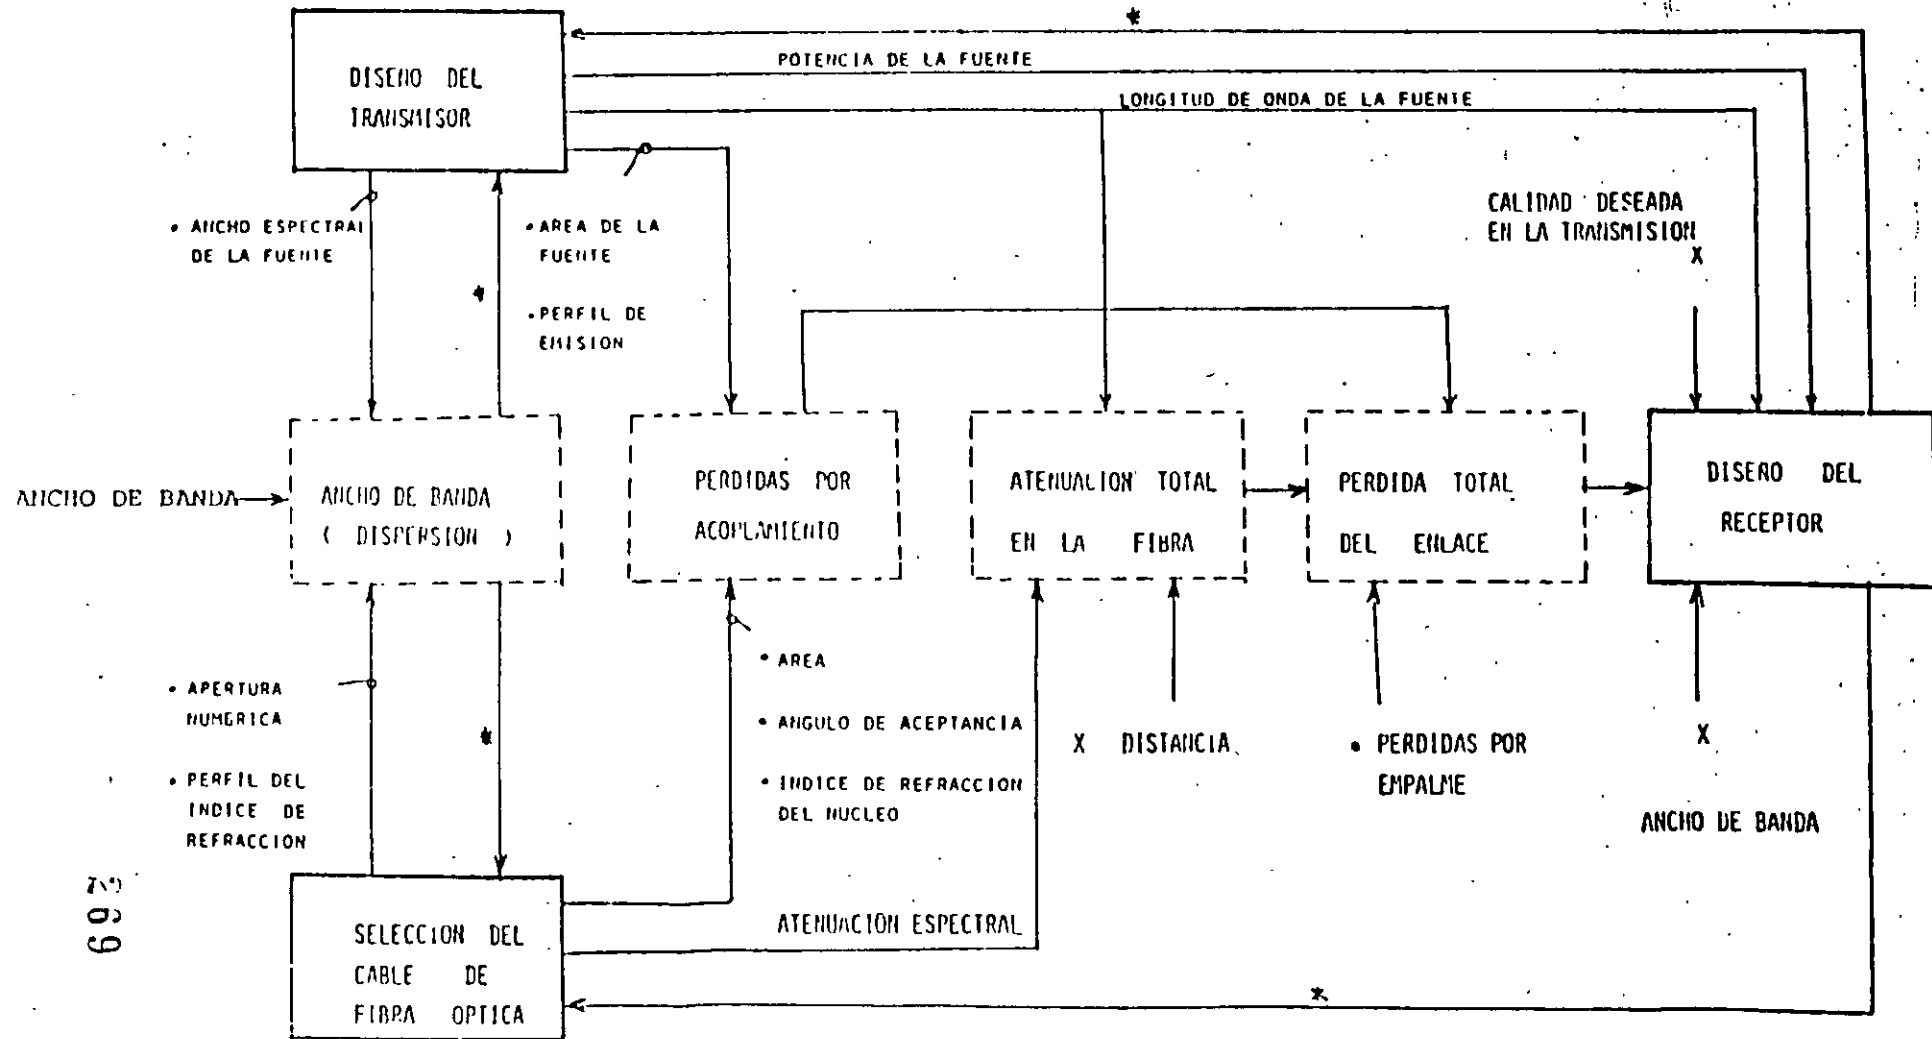 *
POTENCIA DE LA FUENTE
DISEÑO DEL
TRANSMISOR
LONGITUD DE ONDA DE LA FUENTE
• ANCHO ESPECTRAL
DE LA FUENTE
• AREA DE LA
FUENTE
CALIDAD DESEADA
EN LA TRANSMISION
X
*
• PERFIL DE
EMISION
ANCHO DE BANDA
ANCHO DE BANDA
( DISPERSION )
PERDIDAS POR
ACOPLAMIENTO
ATENUACION TOTAL
EN LA FIBRA
PERDIDA TOTAL
DEL ENLACE
DISEÑO DEL
RECEPTOR
• APERTURA
NUMERICA
*
• PERFIL DEL
INDICE DE
REFRACCION
• AREA
• ANGULO DE ACEPTANCIA
• INDICE DE REFRACCION
DEL NUCLEO
X DISTANCIA
• PERDIDAS POR
EMPALME
X
ANCHO DE BANDA
SELECCION DEL
CABLE DE
FIBRA OPTICA
ATENUACION ESPECTRAL
*
69